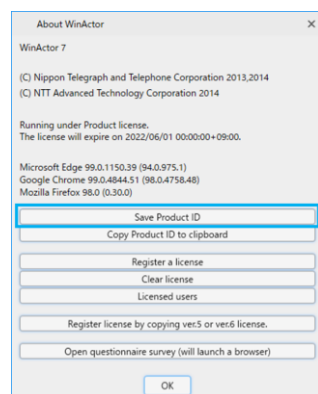 About WinActor
WinActor 7
(C) Nippon Telegraph and Telephone Corporation 2013,2014
(C) NTT Advanced Technology Corporation 2014
Running under Product license.
The license will expire on 2022/06/01 00:00:00+09:00.
Microsoft Edge 99.0.1150.39 (94.0.975.1)
Google Chrome 99.0.4844.51 (98.0.4758.48)
Mozilla Firefox 98.0 (0.30.0)
Save Product ID
Copy Product ID to clipboard
Register a license
Clear license
Licensed users
Register license by copying ver.5 or ver.6 license.
Open questionnaire survey (will launch a browser)
OK